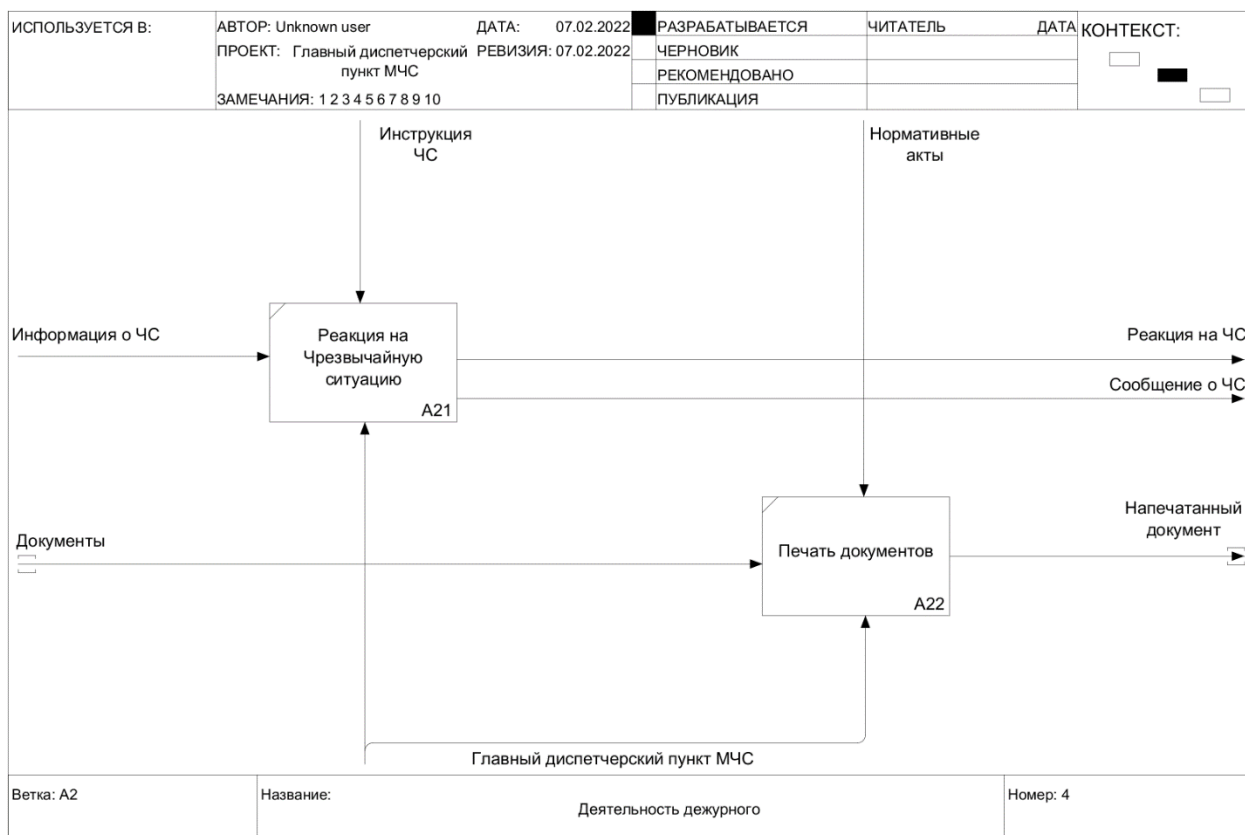 ИСПОЛЬЗУЕТСЯ В:
АВТОР: Unknown user
ДАТА: 07.02.2022
РАЗРАБАТЫВАЕТСЯ
ЧИТАТЕЛЬ
ДАТА
КОНТЕКСТ:
ПРОЕКТ: Главный диспетчерский
пункт МЧС
РЕВИЗИЯ: 07.02.2022
ЧЕРНОВИК
РЕКОМЕНДОВАНО
ЗАМЕЧАНИЯ: 1 2 3 4 5 6 7 8 9 10
ПУБЛИКАЦИЯ
Инструкция
ЧС
Нормативные
акты
Информация о ЧС
Реакция на
Чрезвычайную
ситуацию
A21
Реакция на ЧС
Сообщение о ЧС
Документы
Печать документов
A22
Напечатанный
документ
Главный диспетчерский пункт МЧС
Ветка: A2
Название:
Деятельность дежурного
Номер: 4